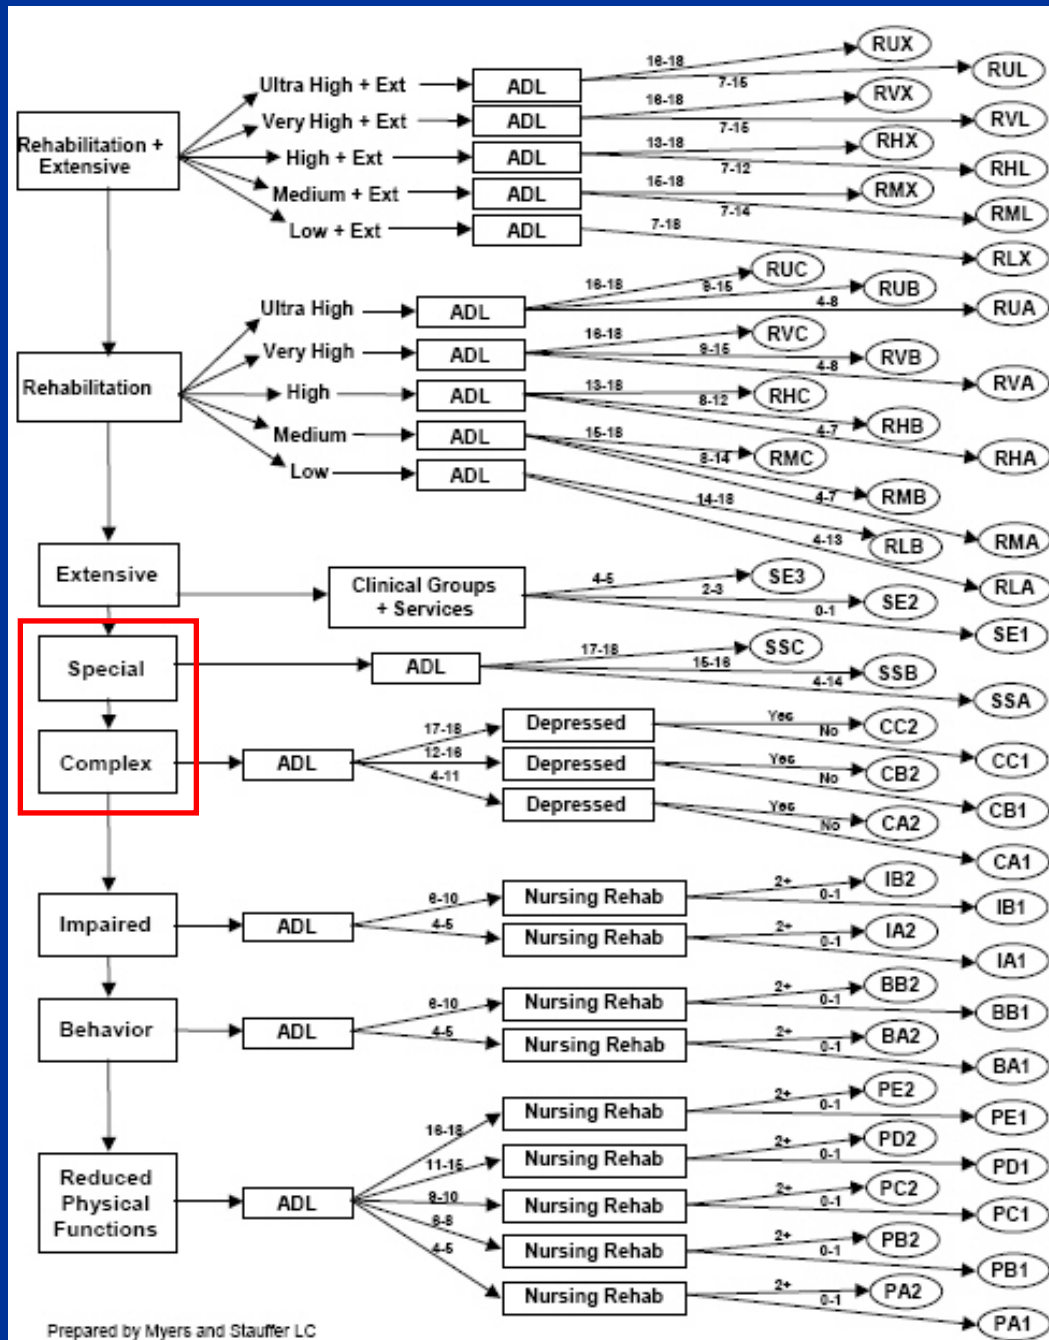 Rehabilitation +
Extensive
Ultra High + Ext
ADL
16-18
RUX
7-15
RUL
Very High + Ext
ADL
16-18
RVX
7-15
RVL
High + Ext
ADL
13-18
RHX
7-12
RHL
Medium + Ext
ADL
15-18
RMX
7-14
RML
Low + Ext
ADL
7-18
RLX
Rehabilitation
Ultra High
ADL
16-18
RUC
9-15
RUB
4-8
RUA
Very High
ADL
16-18
RVC
9-15
RVB
4-8
RVA
High
ADL
13-18
RHC
8-12
RHB
4-7
RHA
Medium
ADL
15-18
RMC
8-14
RMB
4-7
RMA
Low
ADL
14-18
RLB
4-13
RLA
Extensive
Clinical Groups
+ Services
4-5
SE3
2-3
SE2
0-1
SE1
Special
ADL
17-18
SSC
15-16
SSB
4-14
SSA
Complex
ADL
17-18
Depressed
Yes
CC2
No
CC1
12-16
Depressed
Yes
CB2
No
CB1
4-11
Depressed
Yes
CA2
No
CA1
Impaired
ADL
6-10
Nursing Rehab
2+
IB2
0-1
IB1
4-5
Nursing Rehab
2+
IA2
0-1
IA1
Behavior
ADL
6-10
Nursing Rehab
2+
BB2
0-1
BB1
4-5
Nursing Rehab
2+
BA2
0-1
BA1
Reduced
Physical
Functions
ADL
16-18
Nursing Rehab
2+
PE2
0-1
PE1
11-15
Nursing Rehab
2+
PD2
0-1
PD1
9-10
Nursing Rehab
2+
PC2
0-1
PC1
6-8
Nursing Rehab
2+
PB2
0-1
PB1
4-5
Nursing Rehab
2+
PA2
0-1
PA1
Prepared by Myers and Stauffer LC